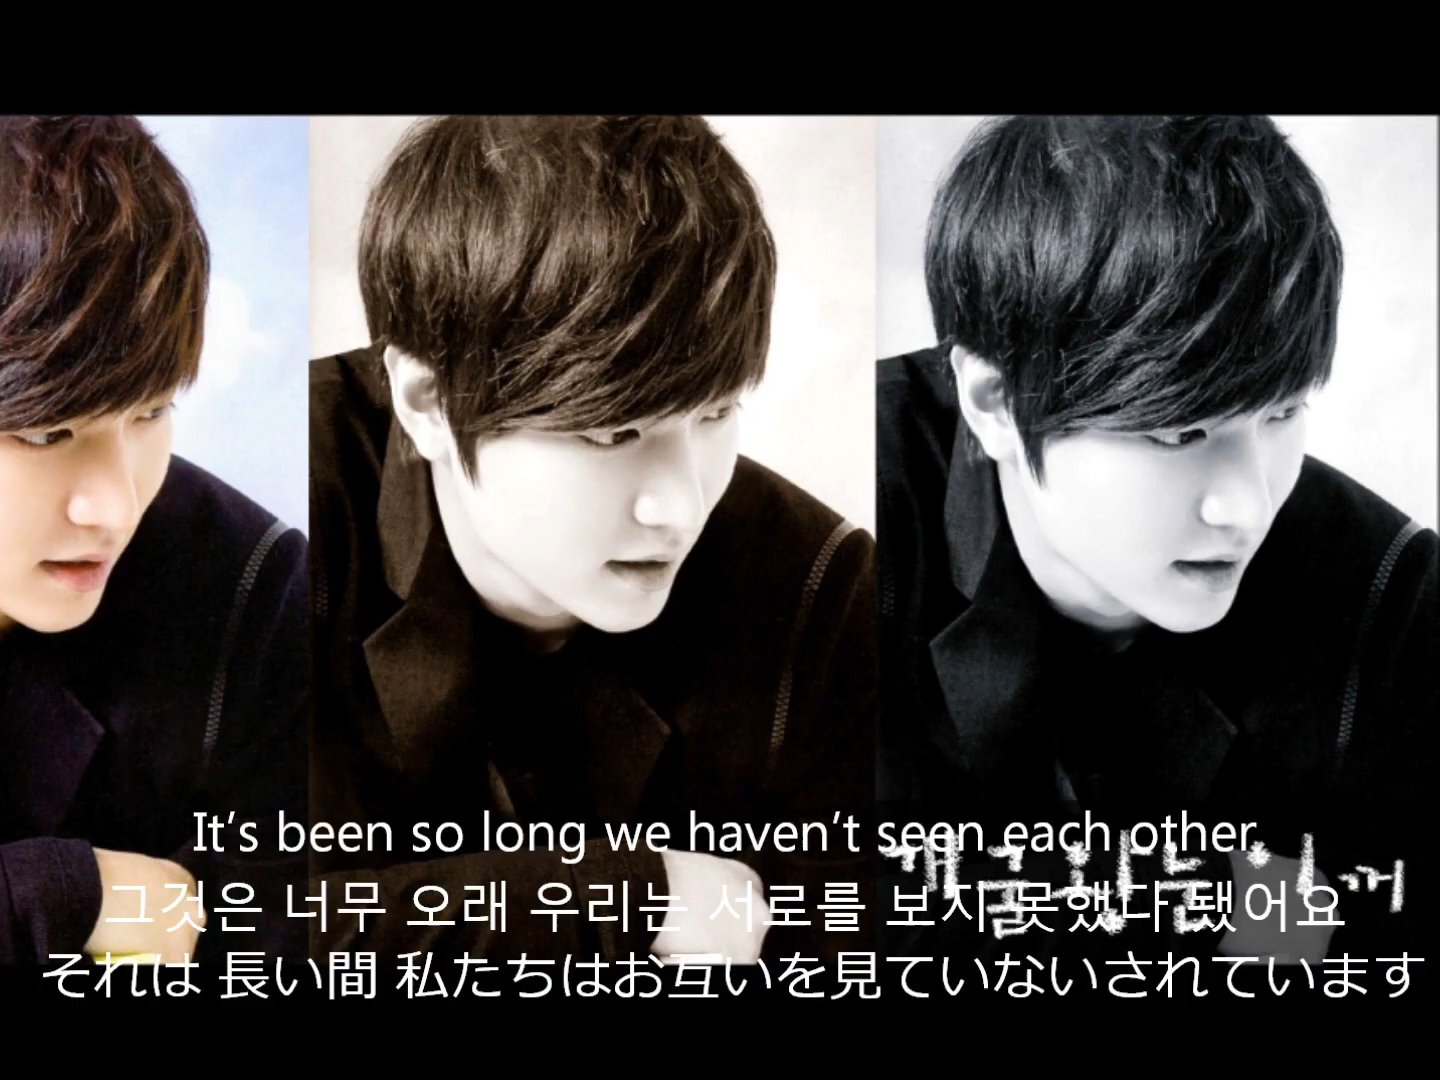 It's been so long we haven't seen each other.
그것은 너무 오래 우리는 서로를 보지 못했다 됐어요
それは 長い間 私たちはお互いを見ていないされています